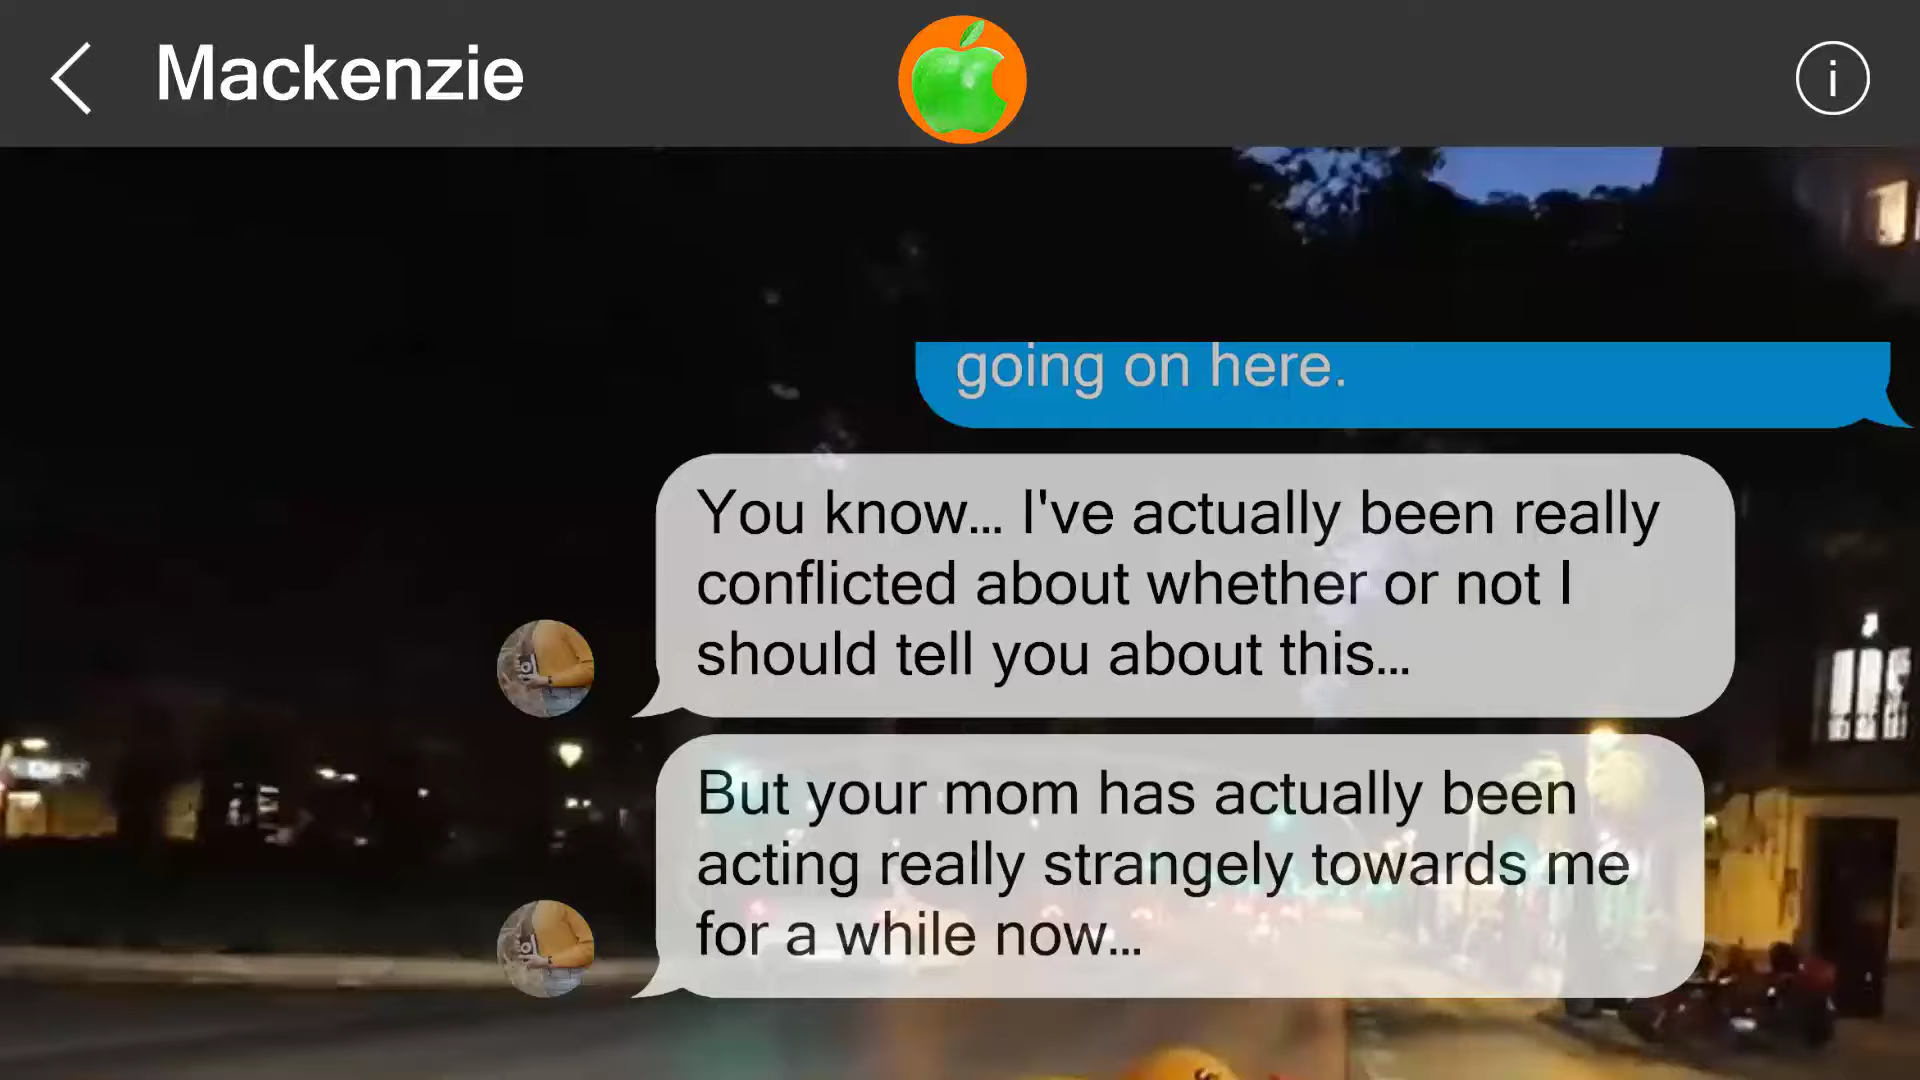 Mackenzie
i
going on here.
You know... I've actually been really
conflicted about whether or not I
should tell you about this...
But your mom has actually been
acting really strangely towards me
for a while now...